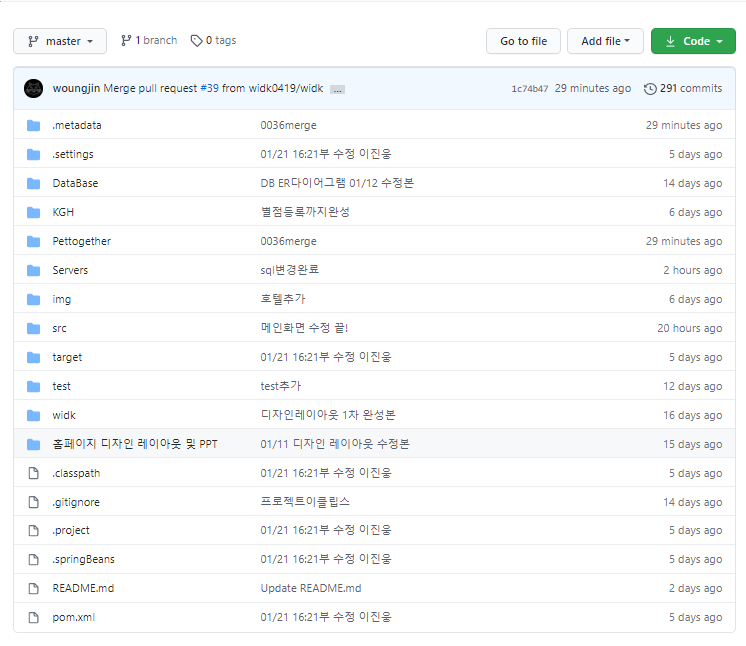 master 1 branch 0 tags Go to file Add file Code
woungjin Merge pull request #39 from widk0419/widk ... 1c74b47 29 minutes ago 291 commits
.metadata 0036merge 29 minutes ago
.settings 01/21 16:21부 수정 이진웅 5 days ago
DataBase DB ER다이어그램 01/12 수정본 14 days ago
KGH 별점등록까지완성 6 days ago
Pettogether 0036merge 29 minutes ago
Servers sql변경완료 2 hours ago
img 호텔추가 6 days ago
src 메인화면 수정 끝! 20 hours ago
target 01/21 16:21부 수정 이진웅 5 days ago
test test추가 12 days ago
widk 디자인레이아웃 1차 완성본 16 days ago
홈페이지 디자인 레이아웃 및 PPT 01/11 디자인 레이아웃 수정본 15 days ago
.classpath 01/21 16:21부 수정 이진웅 5 days ago
.gitignore 프로젝트이클립스 14 days ago
.project 01/21 16:21부 수정 이진웅 5 days ago
.springBeans 01/21 16:21부 수정 이진웅 5 days ago
README.md Update README.md 2 days ago
pom.xml 01/21 16:21부 수정 이진웅 5 days ago